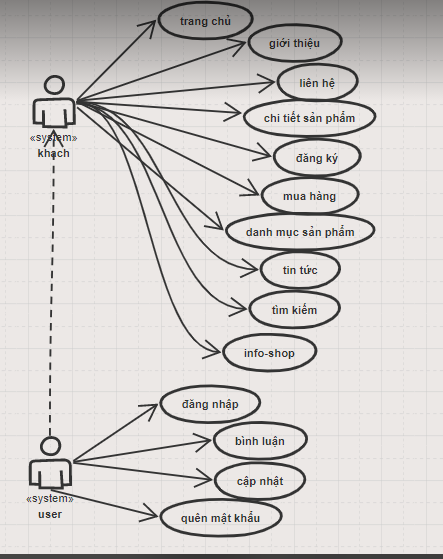 trang chủ
giới thiệu
liên hệ
chi tiết sản phẩm
«system»
khach
đăng ký
mua hàng
danh mục sản phẩm
tin tức
tìm kiếm
info-shop
đăng nhập
bình luận
cập nhật
«system»
user
quên mật khẩu